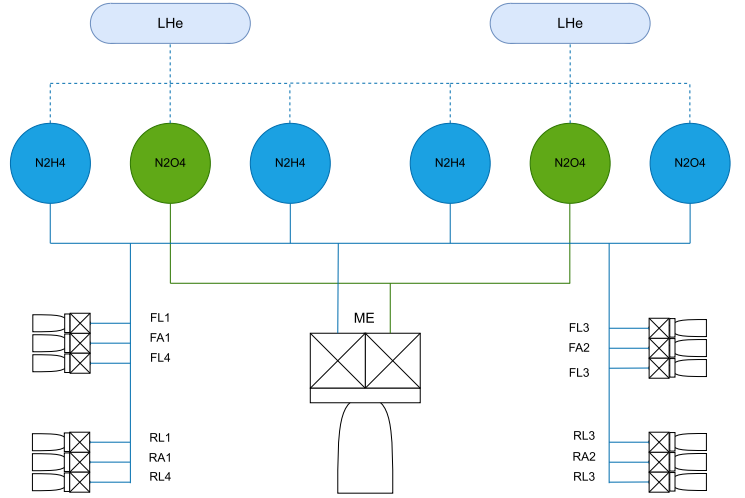 LHe
LHe
N2H4
N2O4
N2H4
N2H4
N2O4
N2O4
ME
FL1
FA1
FL4
FL3
FA2
FL3
RL1
RA1
RL4
RL3
RA2
RL3